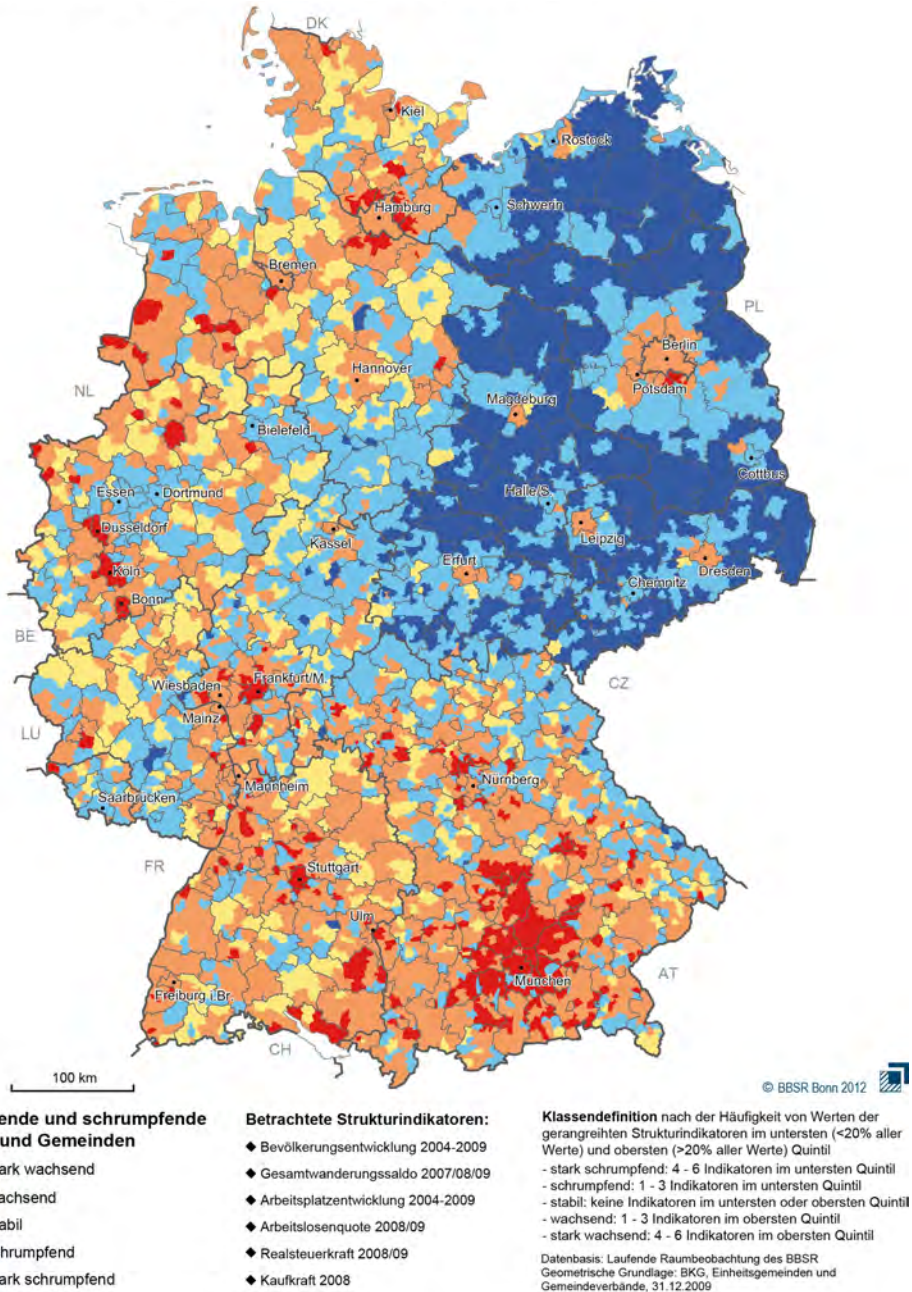 DK
Kiel
Rostock
Schwerin
Hamburg
Bremen
PL
Berlin
Hannover
Potsdam
NL
Magdeburg
Bielefeld
Cottbus
Essen
Dortmund
Halle/S.
Düsseldorf
Leipzig
Kassel
Köln
Erfurt
Dresden
Chemnitz
Bonn
BE
CZ
Wiesbaden
Frankfurt/M.
Mainz
LU
Nürnberg
Mannheim
Saarbrücken
FR
Stuttgart
Ulm
München
AT
Freiburg i.Br.
CH
100 km
© BBSR Bonn 2012
ende und schrumpfende
und Gemeinden
ark wachsend
achsend
abil
hrumpfend
ark schrumpfend
Betrachtete Strukturindikatoren:
◆ Bevölkerungsentwicklung 2004-2009
◆ Gesamtwanderungssaldo 2007/08/09
◆ Arbeitsplatzentwicklung 2004-2009
◆ Arbeitslosenquote 2008/09
◆ Realsteuerkraft 2008/09
◆ Kaufkraft 2008
Klassendefinition nach der Häufigkeit von Werten der
gerangreihten Strukturindikatoren im untersten (<20% aller
Werte) und obersten (>20% aller Werte) Quintil
- stark schrumpfend: 4 - 6 Indikatoren im untersten Quintil
- schrumpfend: 1 - 3 Indikatoren im untersten Quintil
- stabil: keine Indikatoren im untersten oder obersten Quintil
- wachsend: 1 - 3 Indikatoren im obersten Quintil
- stark wachsend: 4 - 6 Indikatoren im obersten Quintil
Datenbasis: Laufende Raumbeobachtung des BBSR
Geometrische Grundlage: BKG, Einheitsgemeinden und
Gemeindeverbände, 31.12.2009